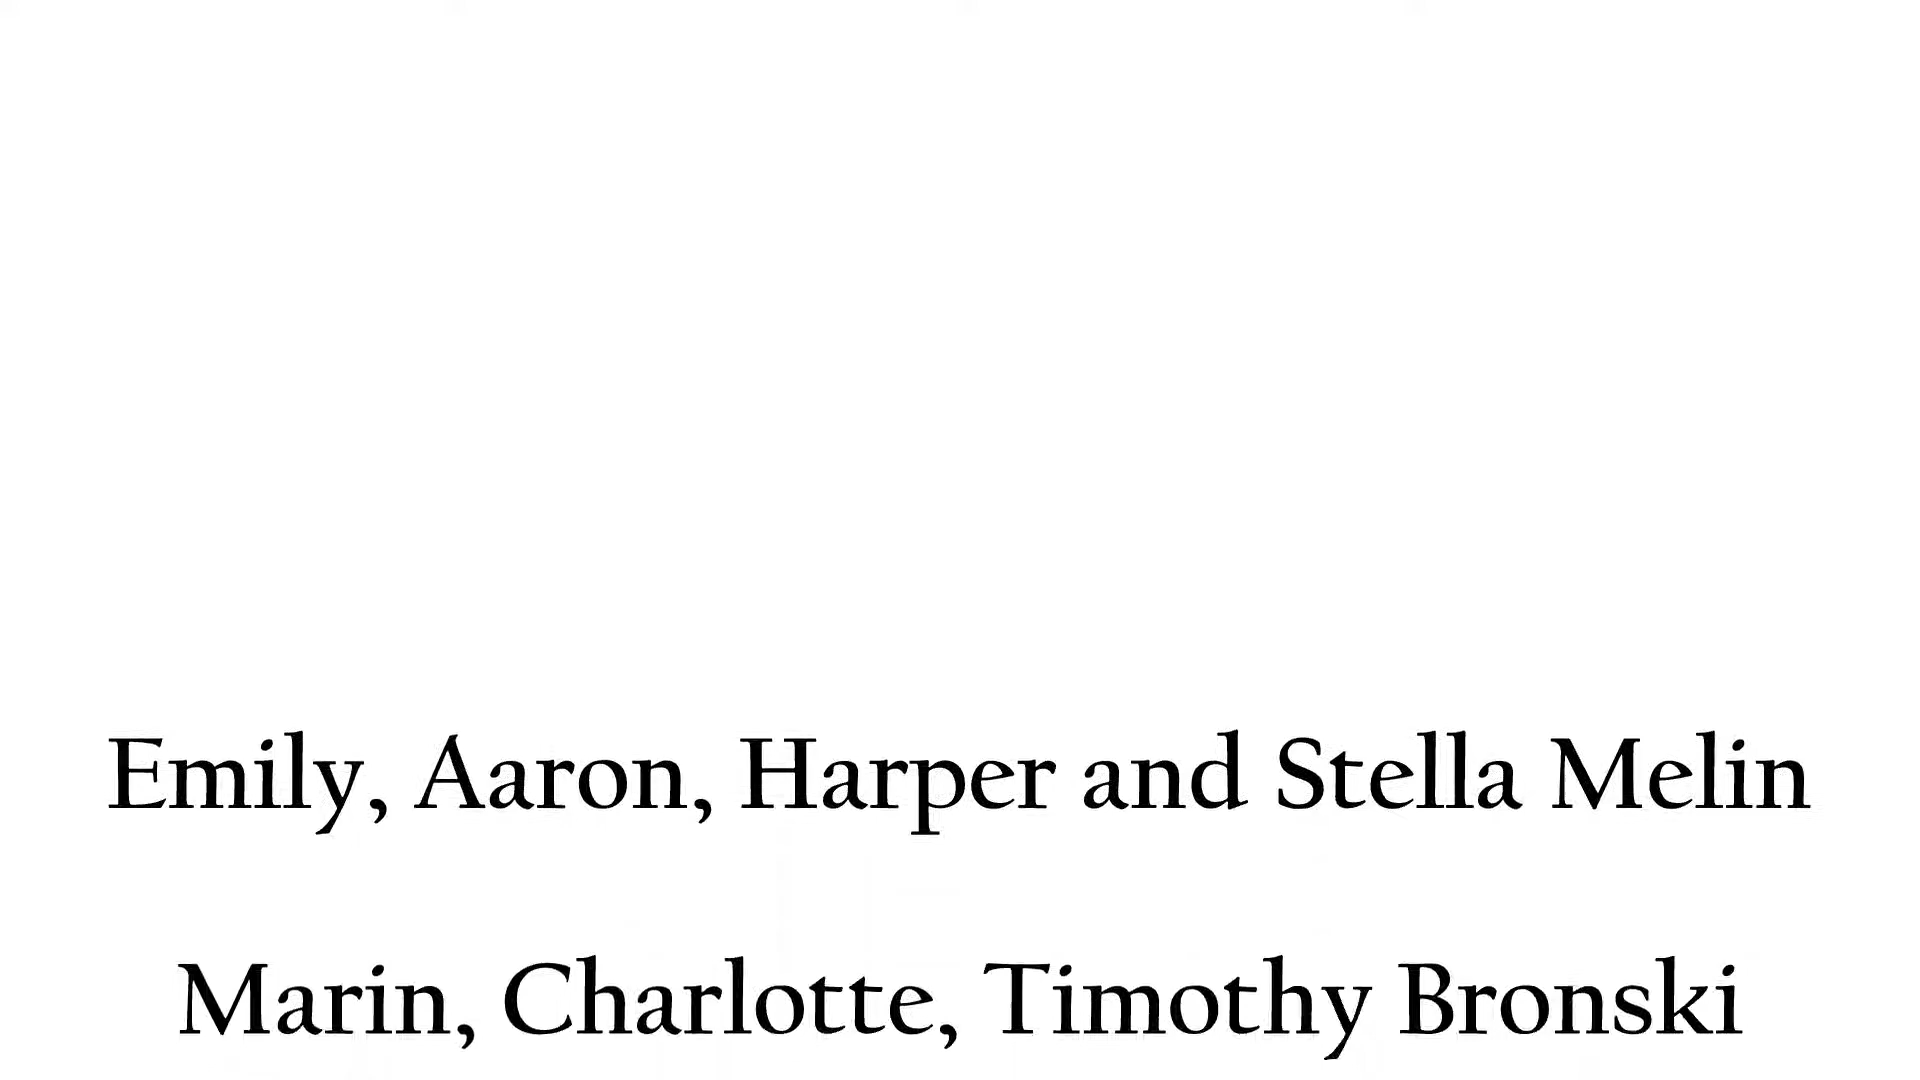 Emily, Aaron, Harper and Stella Melin
Marin, Charlotte, Timothy Bronski